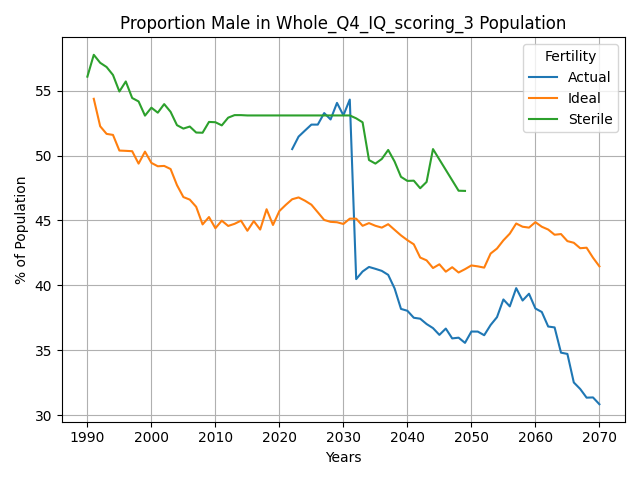 Proportion Male in Whole_Q4_IQ_scoring_3 Population
Fertility
Actual
Ideal
Sterile
% of Population
55
50
45
40
35
30
1990 2000 2010 2020 2030 2040 2050 2060 2070
Years